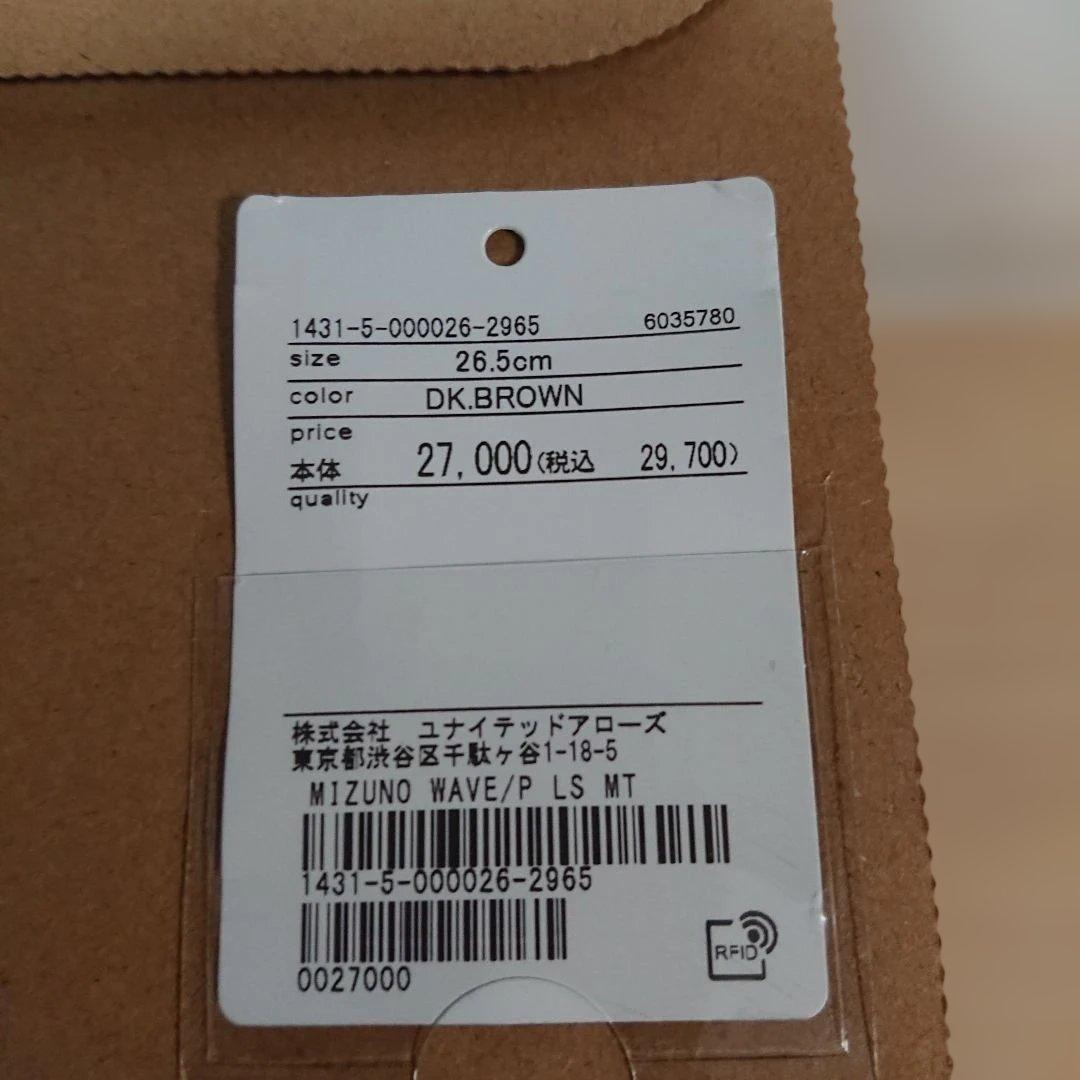 1431-5-000026-2965 6035780
size 26.5cm
color DK.BROWN
price
本体 27,000(税込 29,700)
quality
株式会社 ユナイテッドアローズ
東京都渋谷区千駄ヶ谷1-18-5
MIZUNO WAVE/P LS MT
1431-5-000026-2965
RFID
0027000